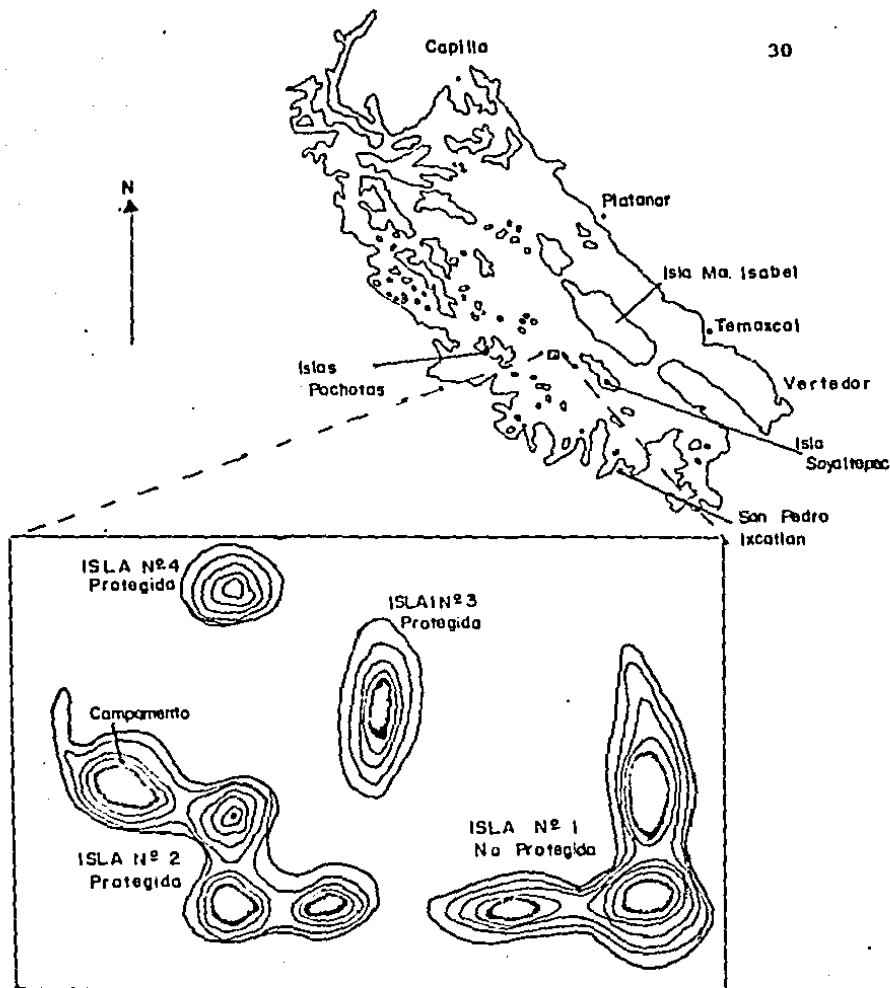 30
Capilla
N
Platanar
Isla Ma. Isabel
Temaxcal
Islas
Pochotas
Vertedor
Isla
Soyaltepec
San Pedro
Ixcatlan
ISLA Nº 4
Protegida
ISLA Nº 3
Protegida
Campamento
ISLA Nº 2
Protegida
ISLA Nº 1
No Protegida